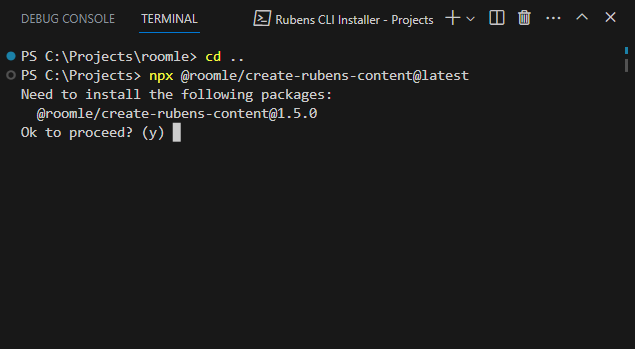 DEBUG CONSOLE TERMINAL Rubens CLI Installer - Projects
PS C:\Projects\roomle> cd ..
PS C:\Projects> npx @roomle/create-rubens-content@latest
Need to install the following packages:
@roomle/create-rubens-content@1.5.0
Ok to proceed? (y)